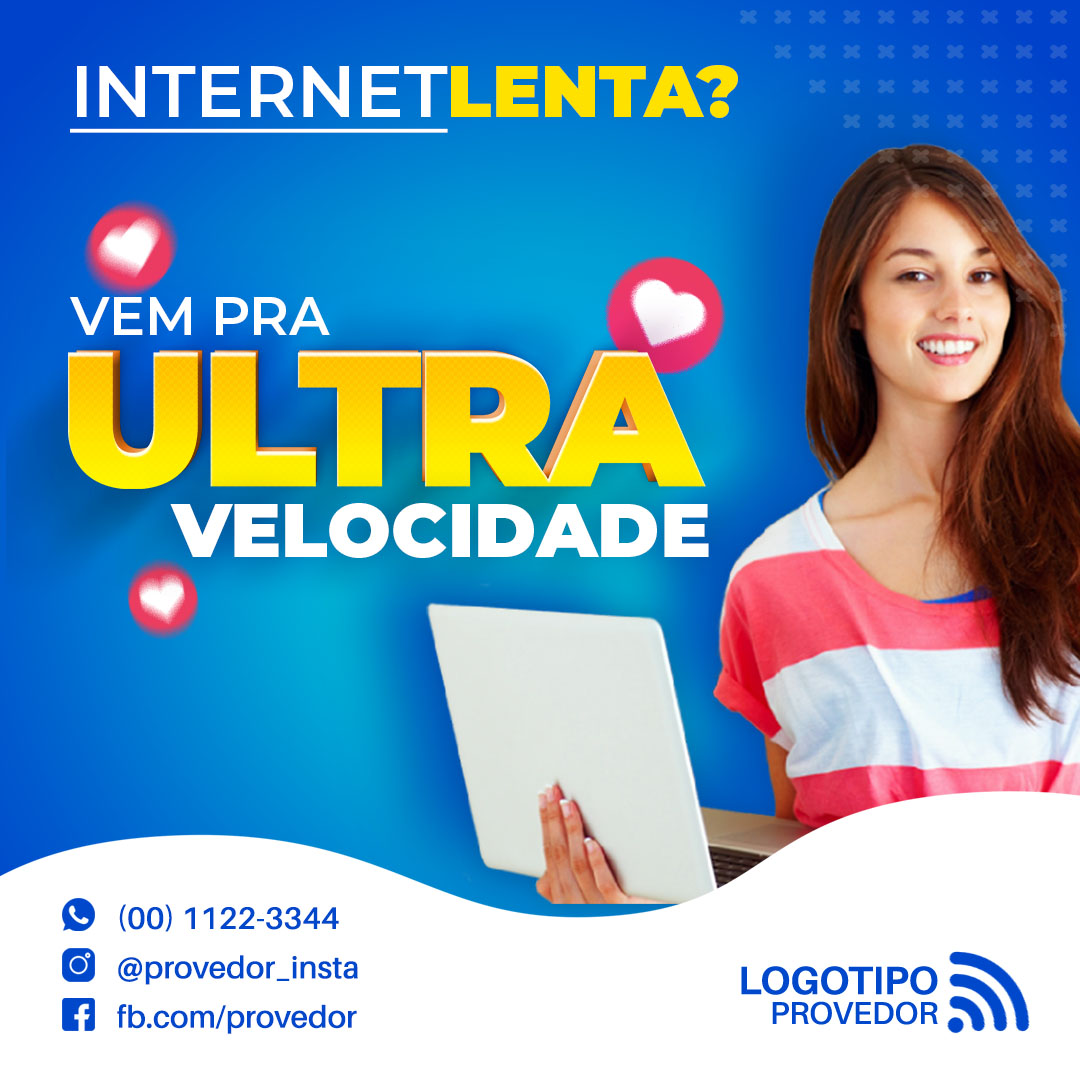 INTERNETLENTA?
VEM PRA
ULTRA
VELOCIDADE
(00) 1122-3344
@provedor_insta
fb.com/provedor
LOGOTIPO
PROVEDOR